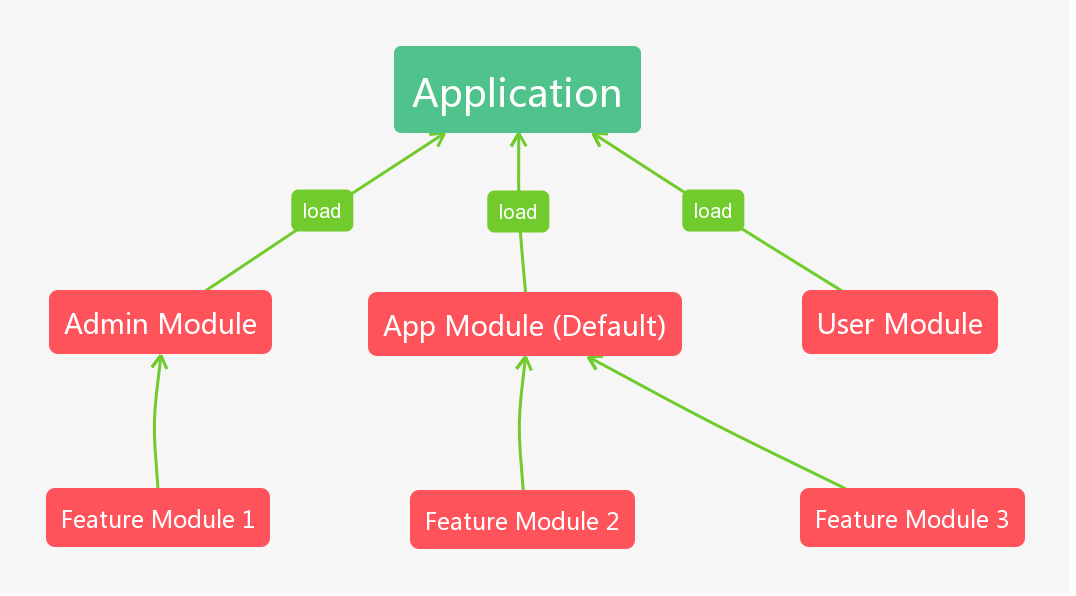 Application
load
load
load
Admin Module
App Module (Default)
User Module
Feature Module 1
Feature Module 2
Feature Module 3